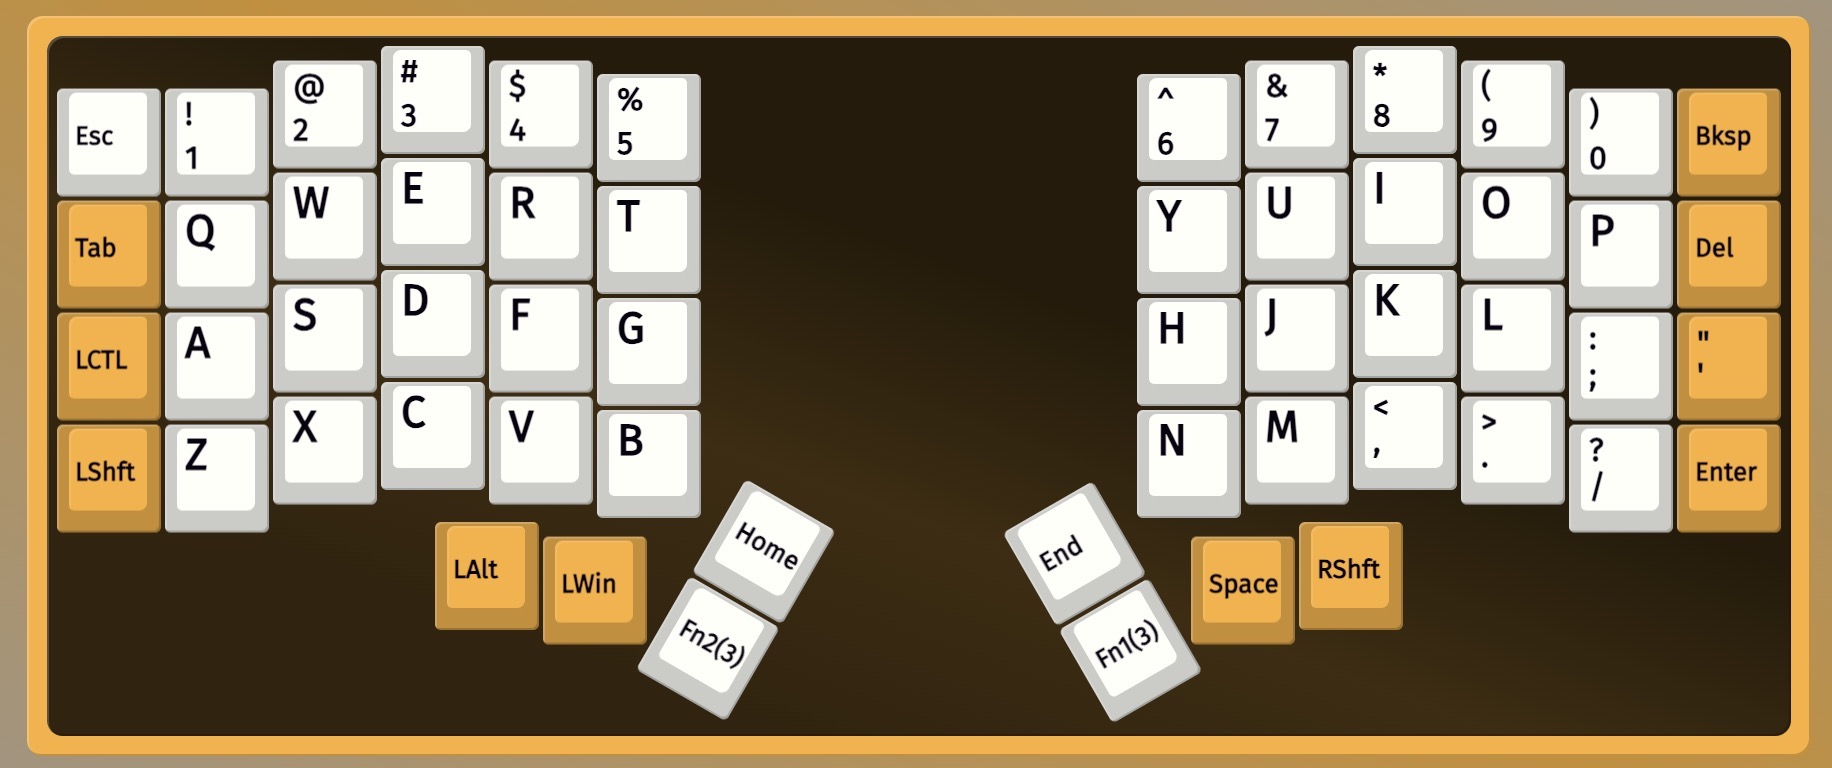 Esc
!
1
@
2
#
3
$
4
%
5
^
6
&
7
*
8
(
9
)
0
Bksp
Tab
Q
W
E
R
T
Y
U
I
O
P
Del
LCTL
A
S
D
F
G
H
J
K
L
:
;
"
'
LShft
Z
X
C
V
B
N
M
<
,
>
.
?
/
Enter
LAlt
LWin
Home
Fn2(3)
End
Fn1(3)
Space
RShft